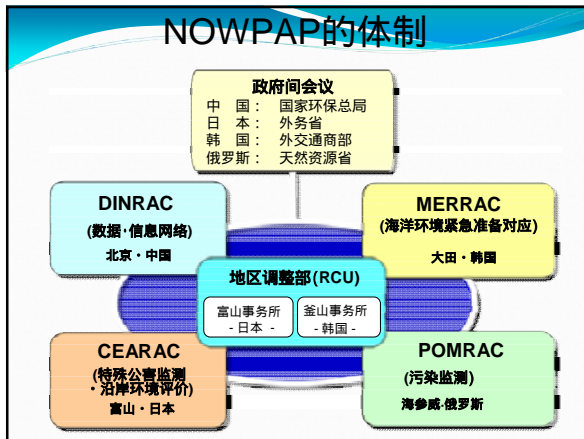 NOWPAP的体制
政府间会议
中　国：　国家环保总局
日　本：　外务省
韩　国：　外交通商部
俄罗斯：　天然资源省
DINRAC
(数据·信息网络)
北京・中国
MERRAC
(海洋环境紧急准备对应)
大田・韩国
地区调整部(RCU)
富山事务所
- 日本 -
釜山事务所
- 韩国 -
CEARAC
(特殊公害监测
・沿岸环境评价)
富山・日本
POMRAC
(污染监测)
海参威·俄罗斯